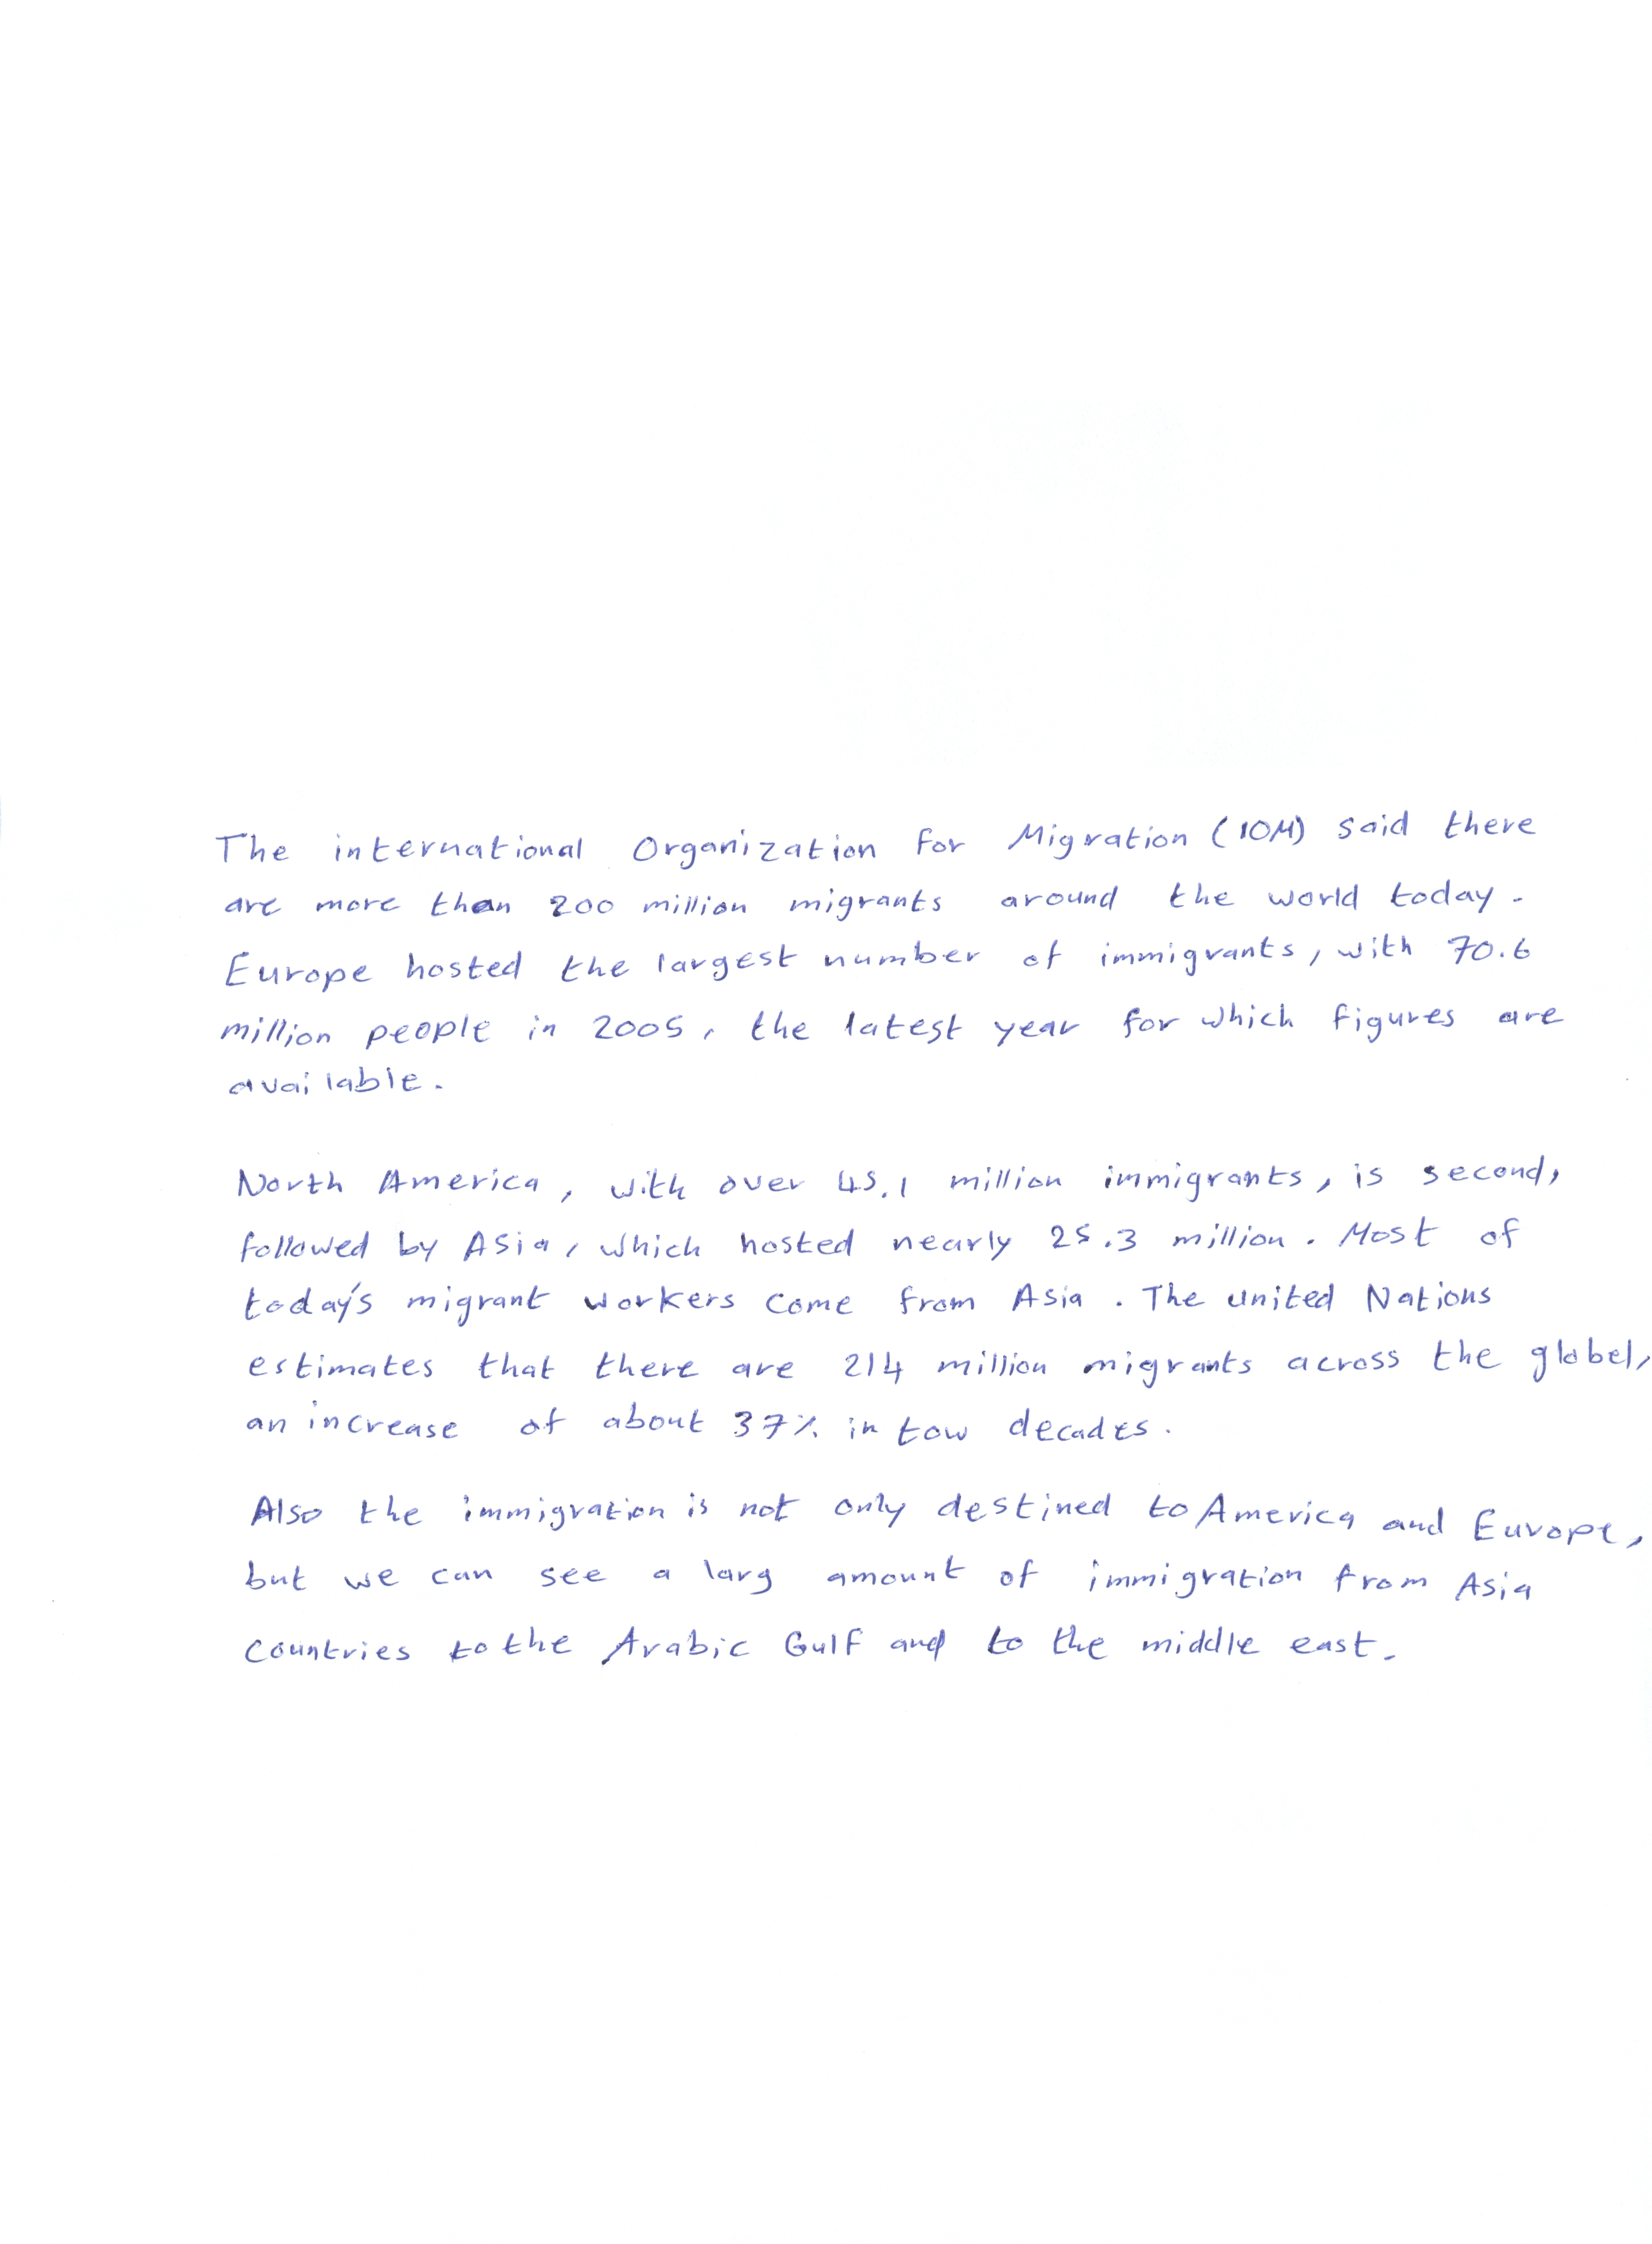 The international Organization for Migration (IOM) said there
are more than 200 million migrants around the world today.
Europe hosted the largest number of immigrants, with 70.6
million people in 2005, the latest year for which figures are
available.
North America, with over 45.1 million immigrants, is second,
followed by Asia, which hosted nearly 25.3 million. Most of
today's migrant workers come from Asia. The united Nations
estimates that there are 214 million migrants across the globel,
an increase of about 37% in tow decades.
Also the immigration is not only destined to America and Europe,
but we can see a larg amount of immigration from Asia
Countries to the Arabic Gulf and to the middle east.